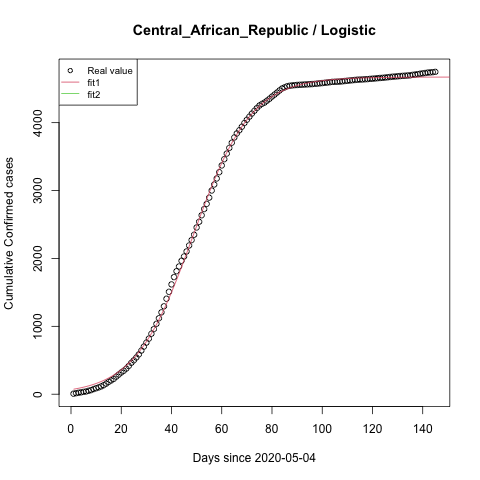 Central_African_Republic / Logistic
Real value
fit1
fit2
Cumulative Confirmed cases
0
1000
2000
3000
4000
0 20 40 60 80 100 120 140
Days since 2020-05-04